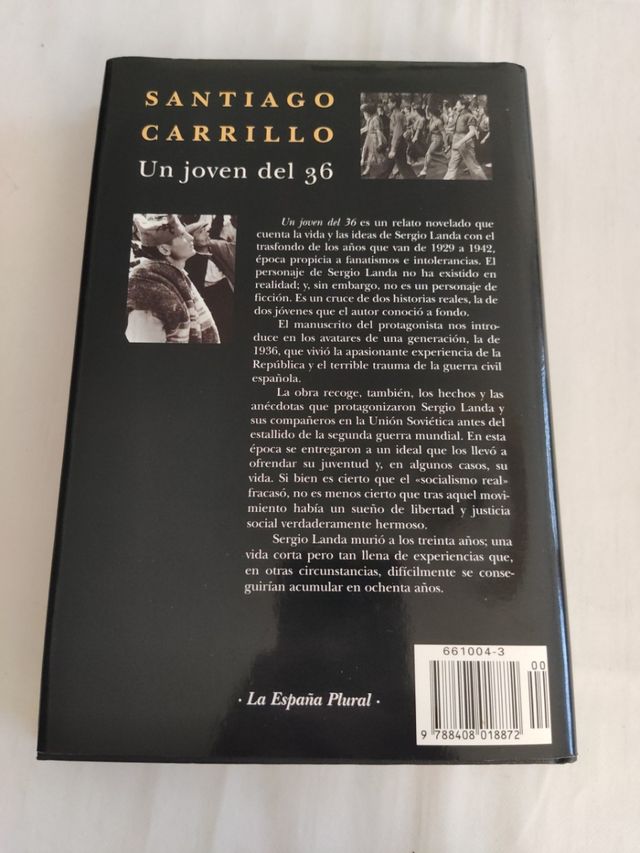 SANTIAGO
CARRILLO
Un joven del 36
Un joven del 36 es un relato novelado que
cuenta la vida y las ideas de Sergio Landa con el
trasfondo de los años que van de 1929 a 1942,
época propicia a fanatismos e intolerancias. El
personaje de Sergio Landa no ha existido en
realidad; y, sin embargo, no es un personaje de
ficción. Es un cruce de dos historias reales, la de
dos jóvenes que el autor conoció a fondo.
El manuscrito del protagonista nos intro-
duce en los avatares de una generación, la de
1936, que vivió la apasionante experiencia de la
República y el terrible trauma de la guerra civil
española.
La obra recoge, también, los hechos y las
anécdotas que protagonizaron Sergio Landa y
sus compañeros en la Unión Soviética antes del
estallido de la segunda guerra mundial. En esta
época se entregaron a un ideal que los llevó a
ofrendar su juventud y, en algunos casos, su
vida. Si bien es cierto que el «socialismo real»
fracasó, no es menos cierto que tras aquel movi-
miento había un sueño de libertad y justicia
social verdaderamente hermoso.
Sergio Landa murió a los treinta años; una
vida corta pero tan llena de experiencias que,
en otras circunstancias, difícilmente se conse-
guirían acumular en ochenta años.
· La España Plural ·
661004-3
00
9 788408 018872